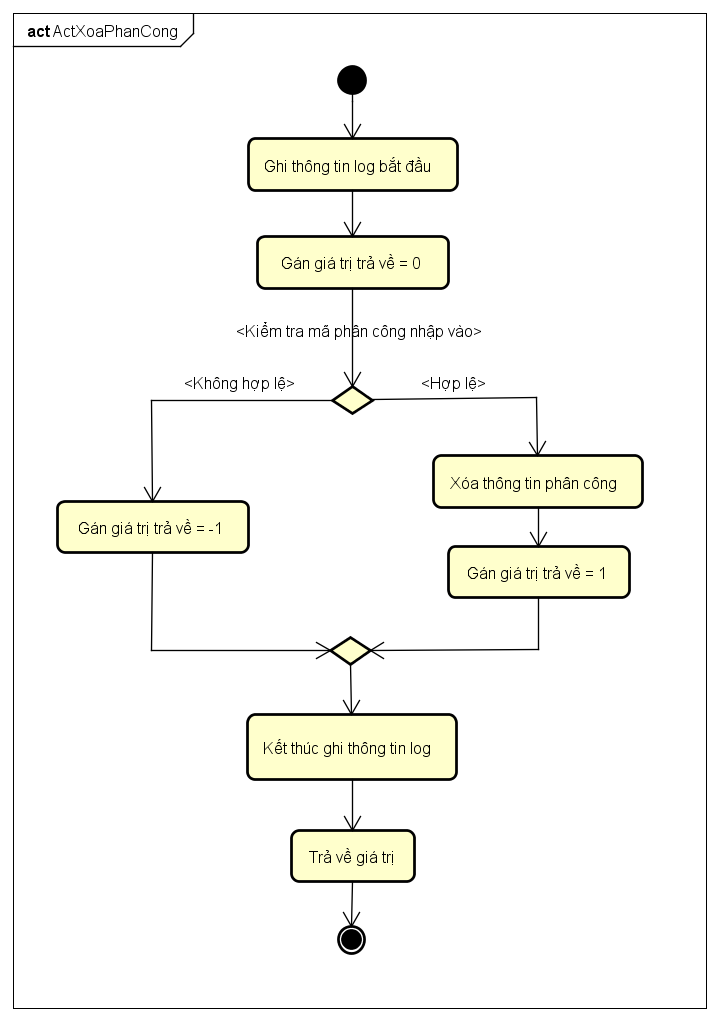 act ActXoaPhanCong
Ghi thông tin log bắt đầu
Gán giá trị trả về = 0
<Kiểm tra mã phân công nhập vào>
<Không hợp lệ>
<Hợp lệ>
Xóa thông tin phân công
Gán giá trị trả về = -1
Gán giá trị trả về = 1
Kết thúc ghi thông tin log
Trả về giá trị